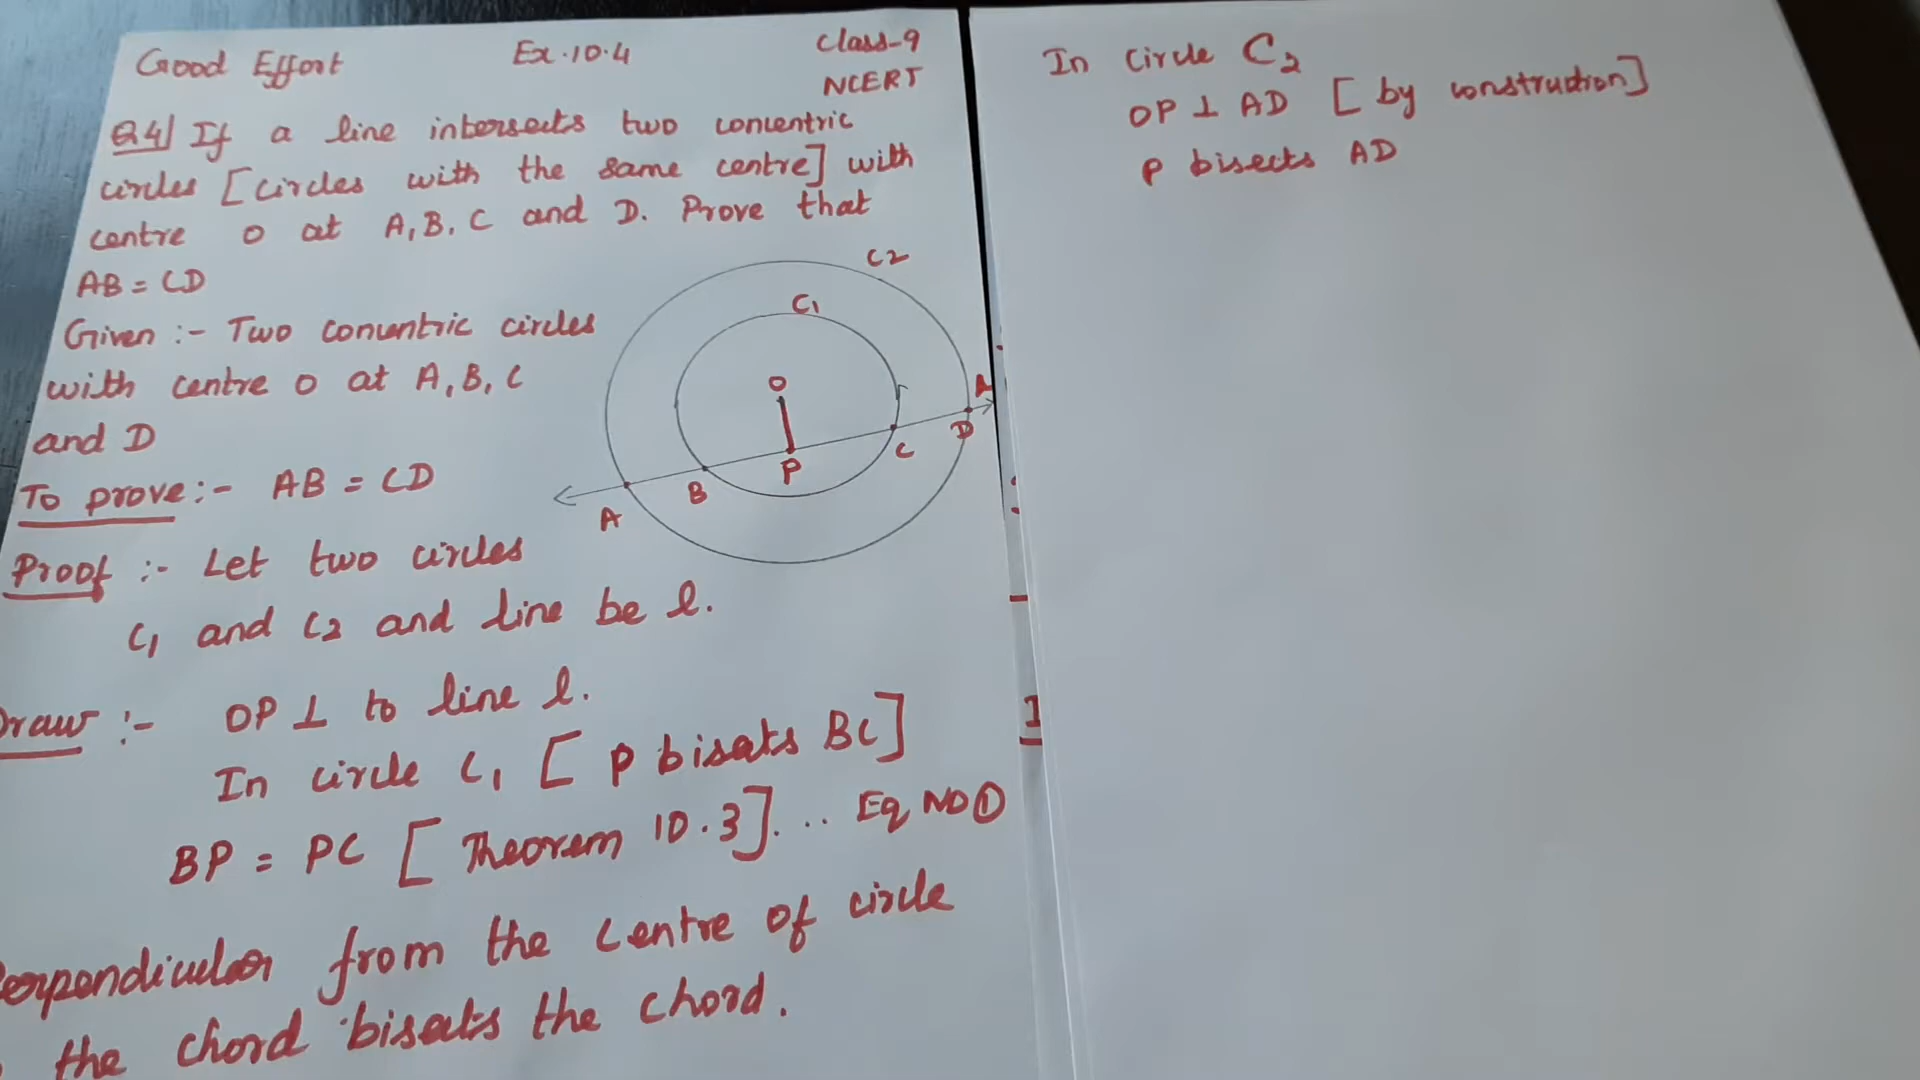 Good Effort Ex.10.4 Class-9
NCERT
Q4| If a line intersects two concentric
circles [circles with the same centre] with
centre O at A, B, C and D. Prove that
AB = CD
Given :- Two concentric circles
with centre O at A, B, C
and D
To prove :- AB = CD
Proof :- Let two circles
C1 and C2 and line be l.
Draw :- OP ⊥ to line l.
In circle C1 [ P bisects BC]
BP = PC [ Theorem 10.3]. .. Eq NO ①
Perpendicular from the centre of circle
the chord bisects the chord.
C2
C1
O
P
A
B
C
D
In circle C2
OP ⊥ AD [ by construction]
P bisects AD